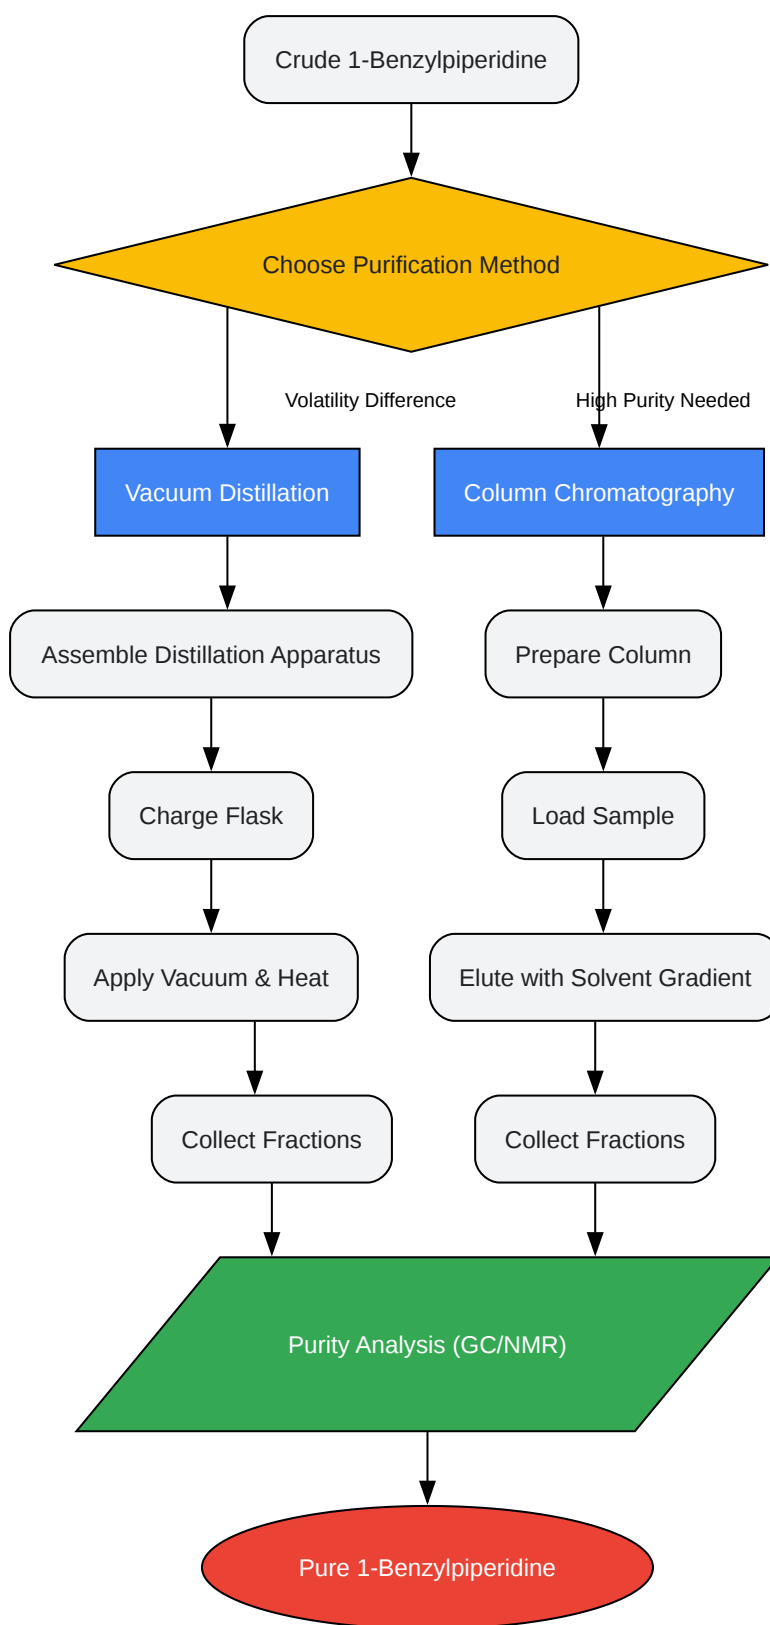 Crude 1-Benzylpiperidine
Choose Purification Method
Volatility Difference
High Purity Needed
Vacuum Distillation
Column Chromatography
Assemble Distillation Apparatus
Prepare Column
Charge Flask
Load Sample
Apply Vacuum & Heat
Elute with Solvent Gradient
Collect Fractions
Collect Fractions
Purity Analysis (GC/NMR)
Pure 1-Benzylpiperidine